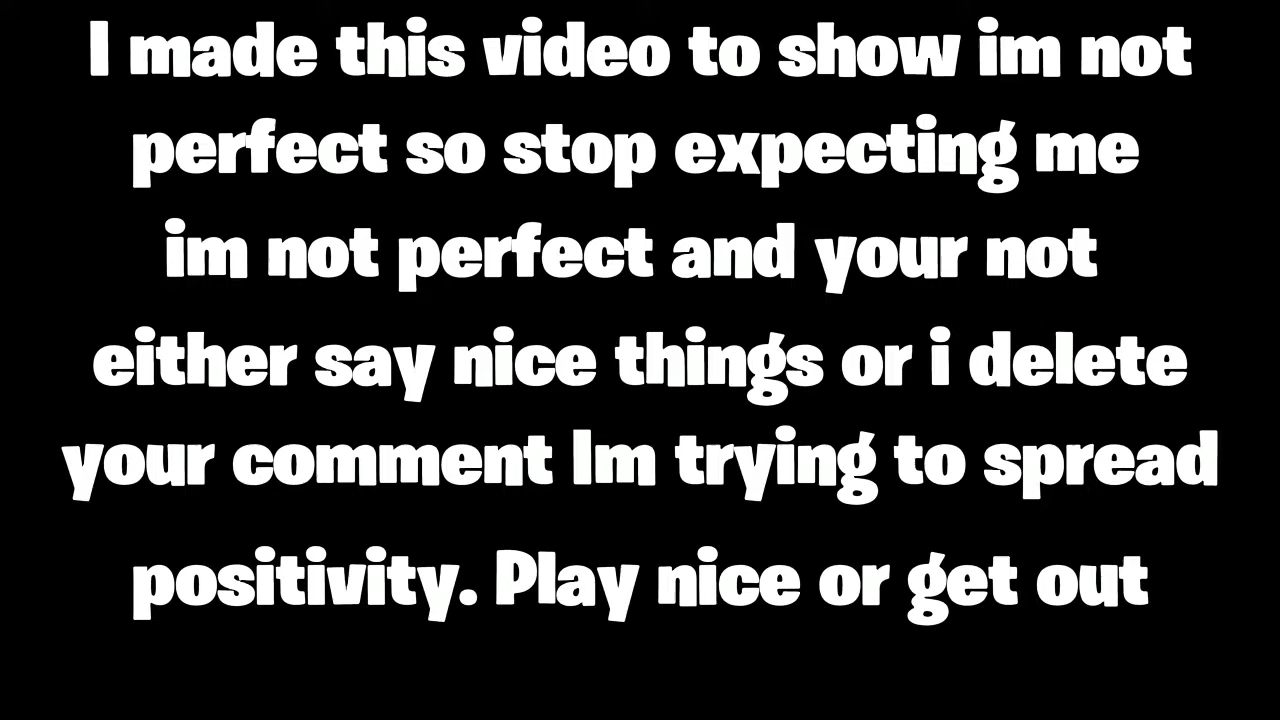 I made this video to show im not
perfect so stop expecting me
im not perfect and your not
either say nice things or i delete
your comment Im trying to spread
positivity. Play nice or get out